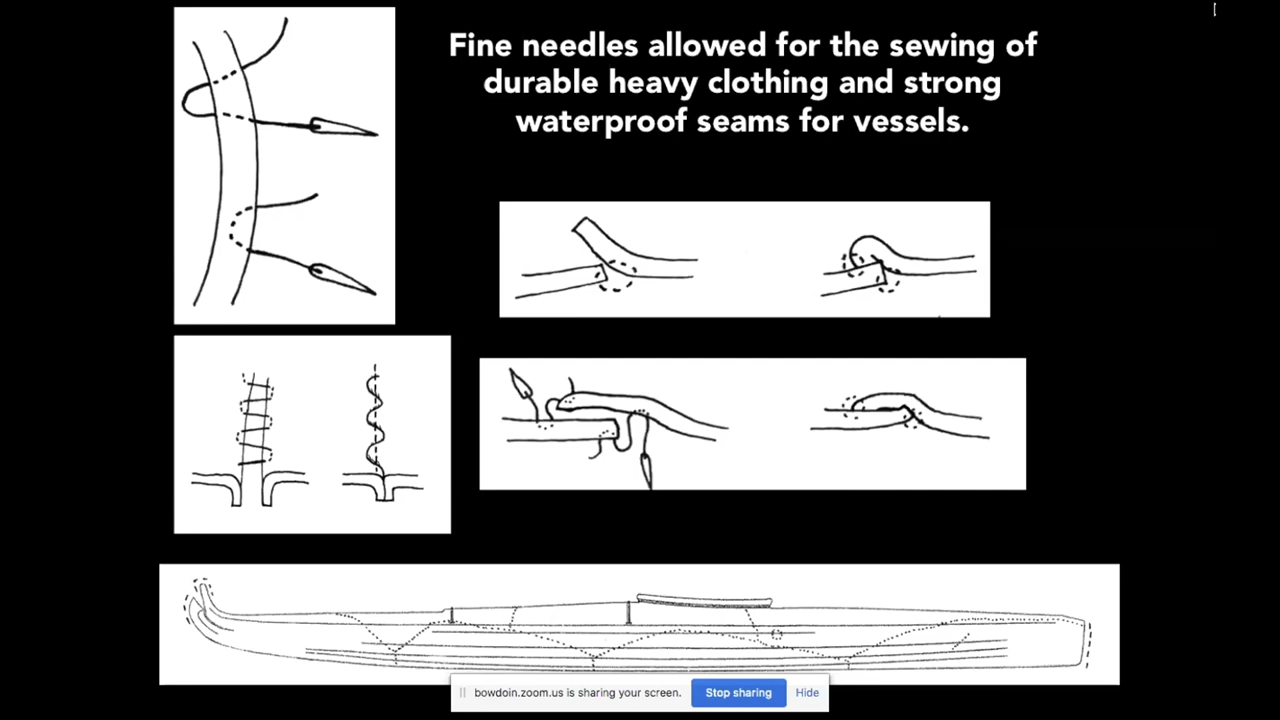 Fine needles allowed for the sewing of
durable heavy clothing and strong
waterproof seams for vessels.
bowdoin.zoom.us is sharing your screen. Stop sharing Hide